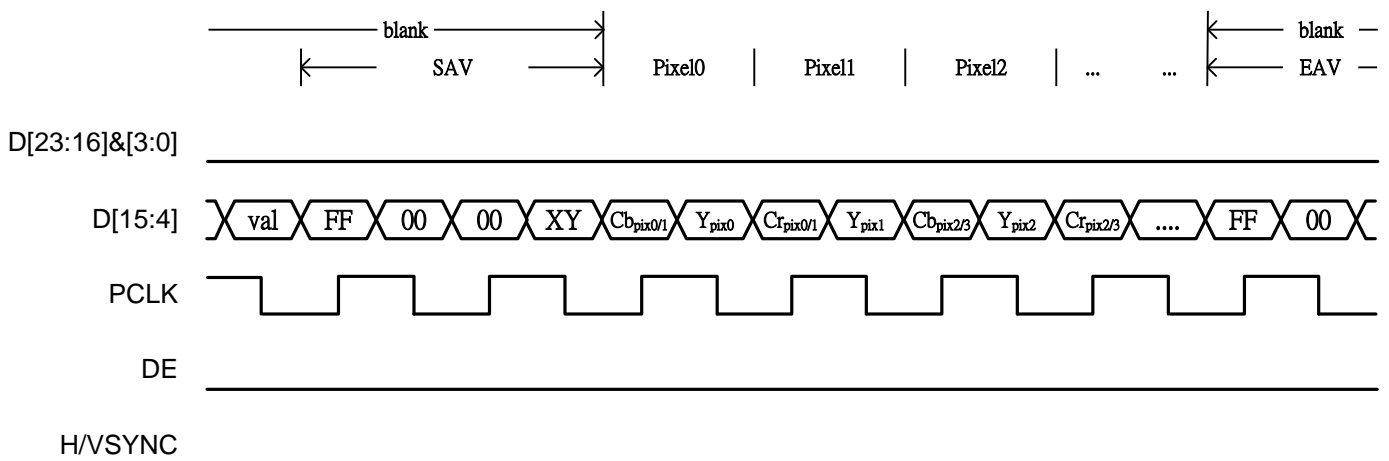 blank blank
SAV Pixel0 Pixel1 Pixel2 ... ... EAV
D[23:16]&[3:0]
D[15:4] val FF 00 00 XY Cbpix0/1 Ypix0 Crpix0/1 Ypix1 Cbpix2/3 Ypix2 Crpix2/3 .... FF 00
PCLK
DE
H/VSYNC